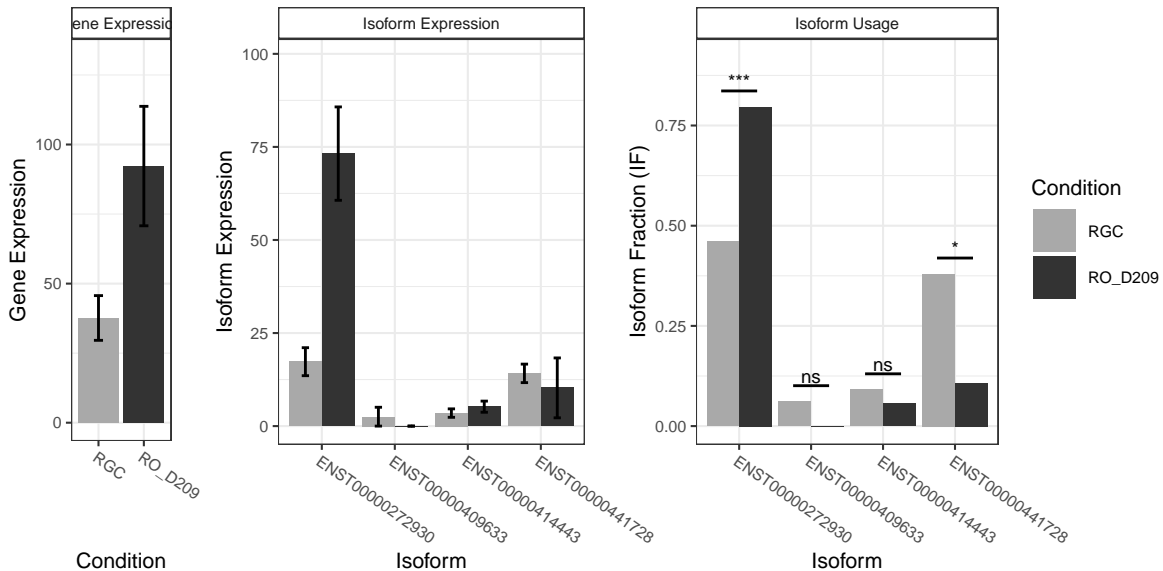 ene Expressio
Gene Expression
100
50
0
RGC
RO_D209
Condition
Isoform Expression
Isoform Expression
100
75
50
25
0
ENST00000272930
ENST00000409633
ENST00000414443
ENST00000441728
Isoform
Isoform Usage
Isoform Fraction (IF)
0.75
0.50
0.25
0.00
***
ns
ns
*
ENST00000272930
ENST00000409633
ENST00000414443
ENST00000441728
Isoform
Condition
RGC
RO_D209